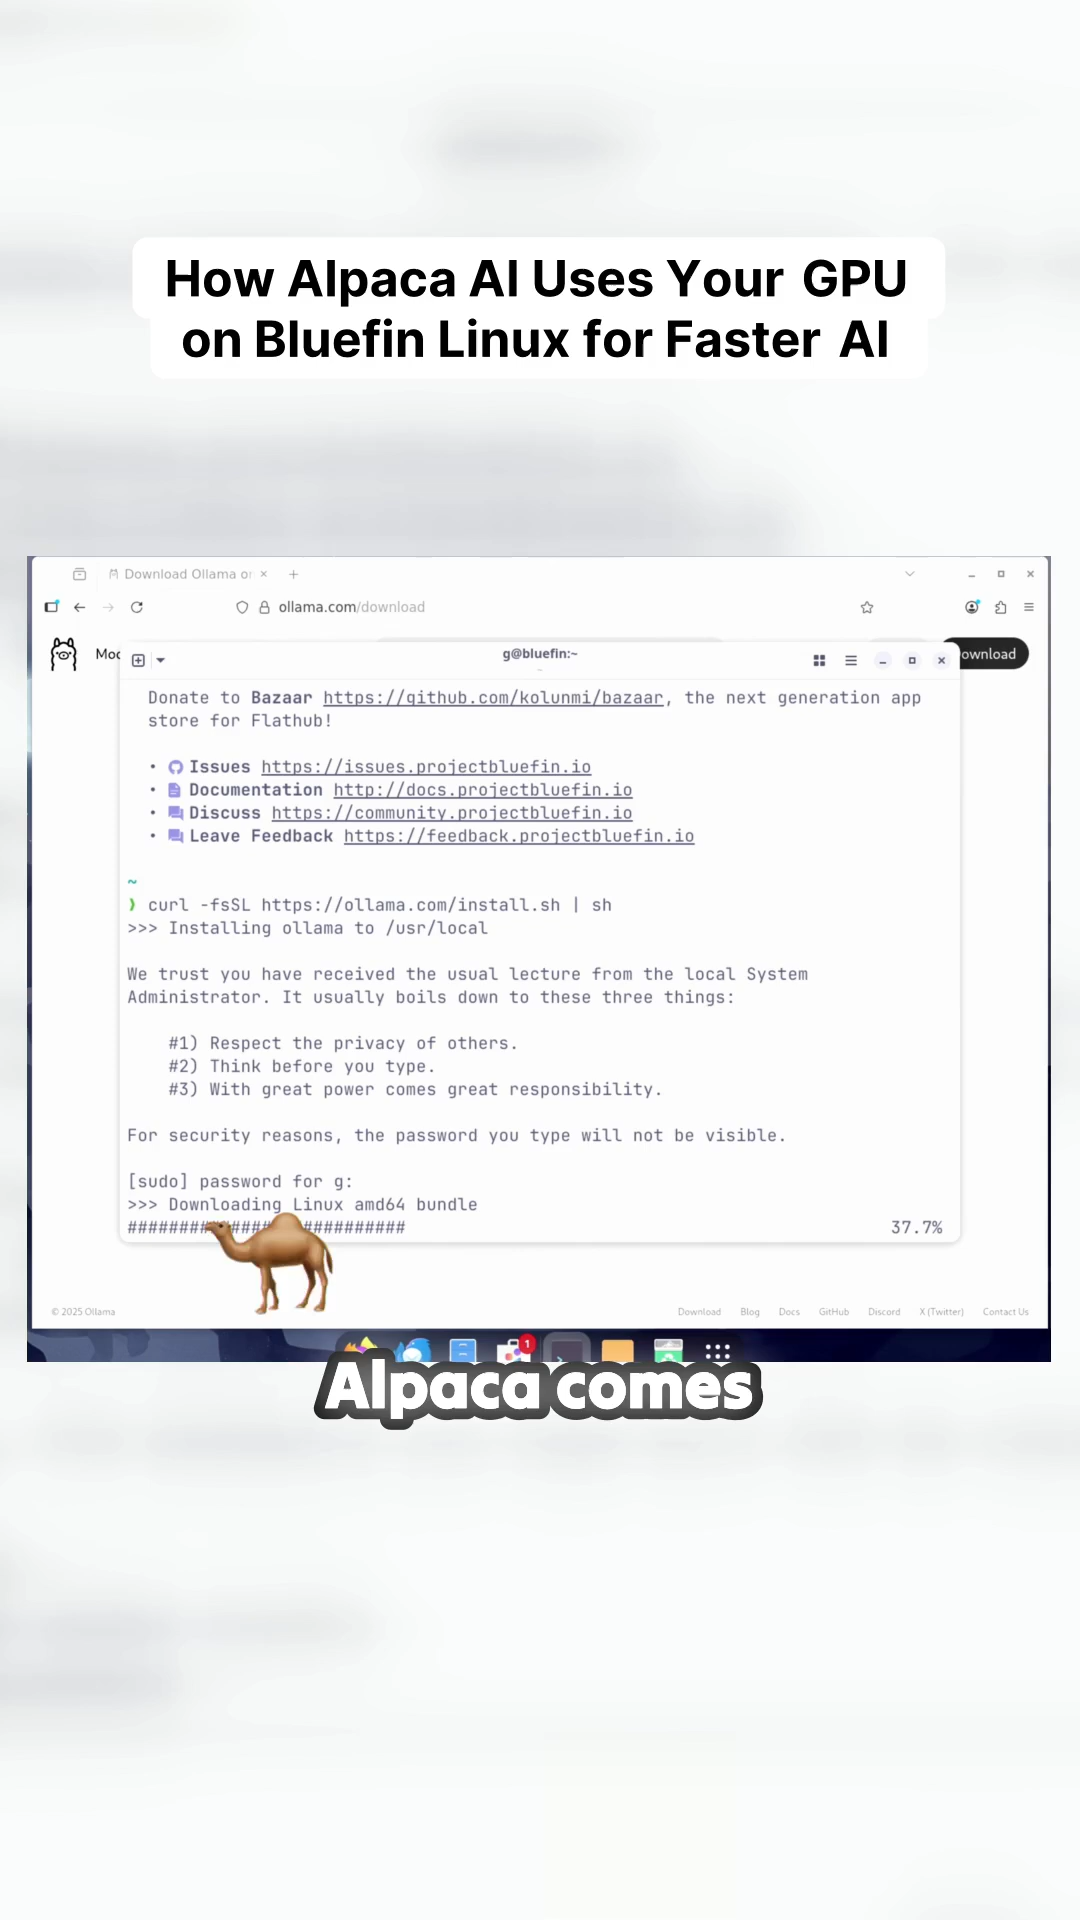 How Alpaca AI Uses Your GPU
on Bluefin Linux for Faster AI
Download Ollama or
ollama.com/download
Mod
ownload
g@bluefin:~
~
Donate to Bazaar https://github.com/kolunmi/bazaar, the next generation app
store for Flathub!
• Issues https://issues.projectbluefin.io
• Documentation http://docs.projectbluefin.io
• Discuss https://community.projectbluefin.io
• Leave Feedback https://feedback.projectbluefin.io
~
❯ curl -fsSL https://ollama.com/install.sh | sh
>>> Installing ollama to /usr/local
We trust you have received the usual lecture from the local System
Administrator. It usually boils down to these three things:
#1) Respect the privacy of others.
#2) Think before you type.
#3) With great power comes great responsibility.
For security reasons, the password you type will not be visible.
[sudo] password for g:
>>> Downloading Linux amd64 bundle
########################### 37.7%
© 2025 Ollama
Download Blog Docs GitHub Discord X (Twitter) Contact Us
1
Alpaca comes